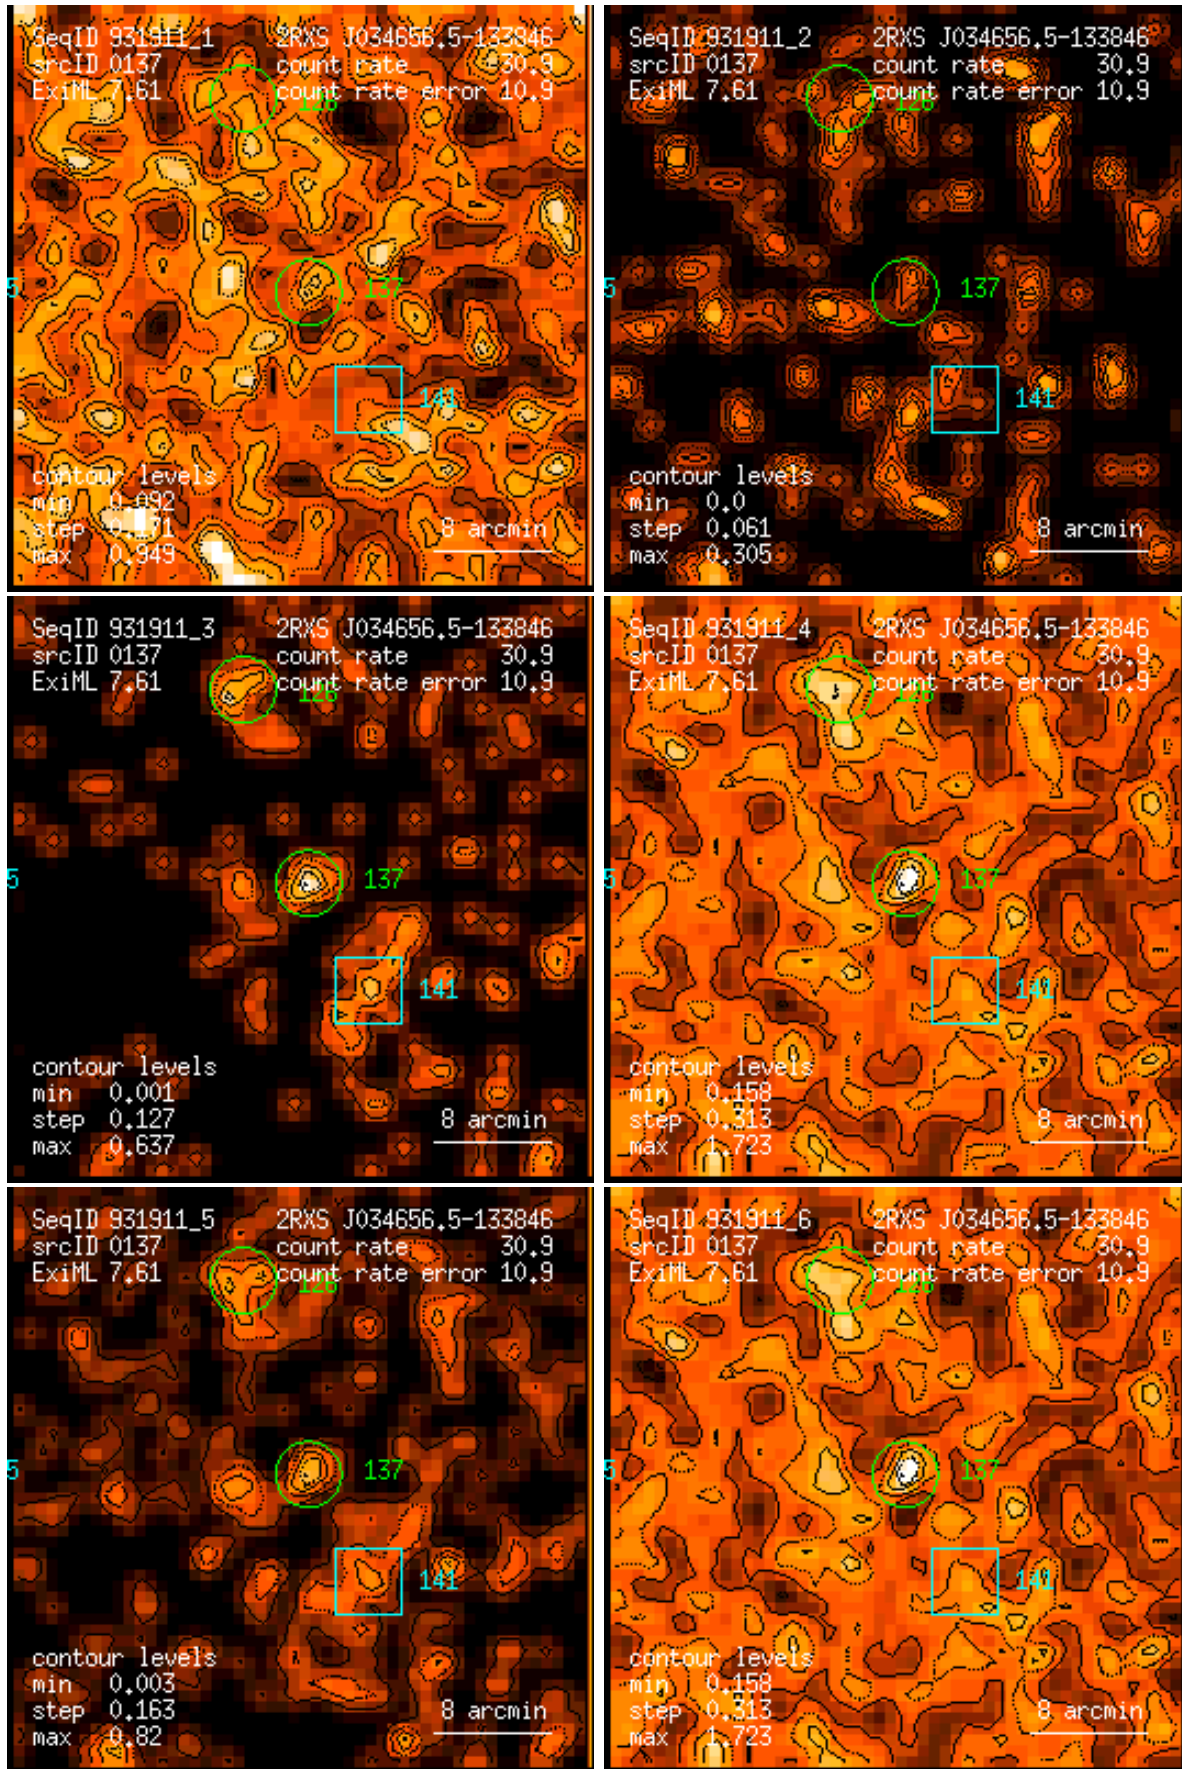 SeqID 931911_1 2RXS J034656.5-133846
srcID 0137 count rate 30.9
ExiML 7.61 count rate error 10.9
126
5
137
141
contour levels
min 0.092
step 0.171
max 0.949
8 arcmin
SeqID 931911_2 2RXS J034656.5-133846
srcID 0137 count rate 30.9
ExiML 7.61 count rate error 10.9
126
5
137
141
contour levels
min 0.0
step 0.061
max 0.305
8 arcmin
SeqID 931911_3 2RXS J034656.5-133846
srcID 0137 count rate 30.9
ExiML 7.61 count rate error 10.9
126
5
137
141
contour levels
min 0.001
step 0.127
max 0.637
8 arcmin
SeqID 931911_4 2RXS J034656.5-133846
srcID 0137 count rate 30.9
ExiML 7.61 count rate error 10.9
126
5
137
141
contour levels
min 0.158
step 0.313
max 1.723
8 arcmin
SeqID 931911_5 2RXS J034656.5-133846
srcID 0137 count rate 30.9
ExiML 7.61 count rate error 10.9
126
5
137
141
contour levels
min 0.003
step 0.163
max 0.82
8 arcmin
SeqID 931911_6 2RXS J034656.5-133846
srcID 0137 count rate 30.9
ExiML 7.61 count rate error 10.9
126
5
137
141
contour levels
min 0.158
step 0.313
max 1.723
8 arcmin